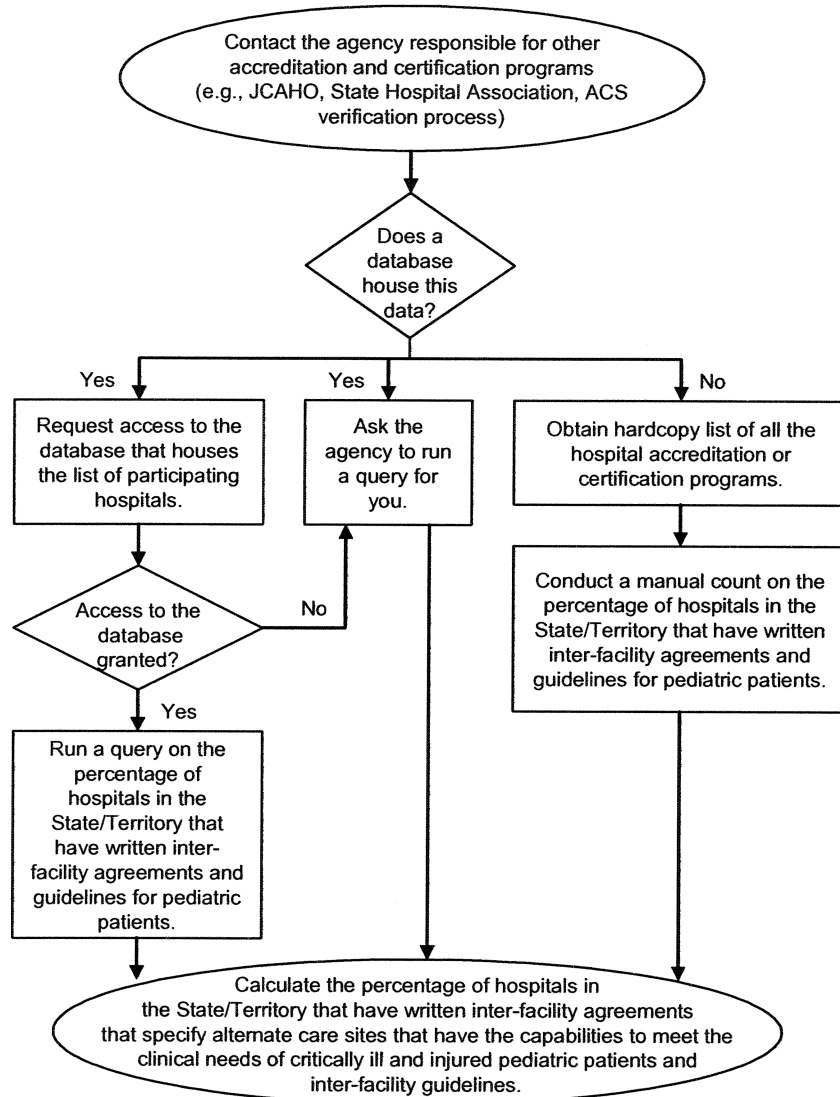 Contact the agency responsible for other
accreditation and certification programs
(e.g., JCAHO, State Hospital Association, ACS
verification process)
Does a
database
house this
data?
Yes
Yes
No
Request access to the
database that houses
the list of participating
hospitals.
Ask the
agency to run
a query for
you.
Obtain hardcopy list of all the
hospital accreditation or
certification programs.
Access to the
database
granted?
No
Conduct a manual count on the
percentage of hospitals in the
State/Territory that have written
inter-facility agreements and
guidelines for pediatric patients.
Yes
Run a query on the
percentage of
hospitals in the
State/Territory that
have written inter-
facility agreements and
guidelines for pediatric
patients.
Calculate the percentage of hospitals in
the State/Territory that have written inter-facility agreements
that specify alternate care sites that have the capabilities to meet the
clinical needs of critically ill and injured pediatric patients and
inter-facility guidelines.